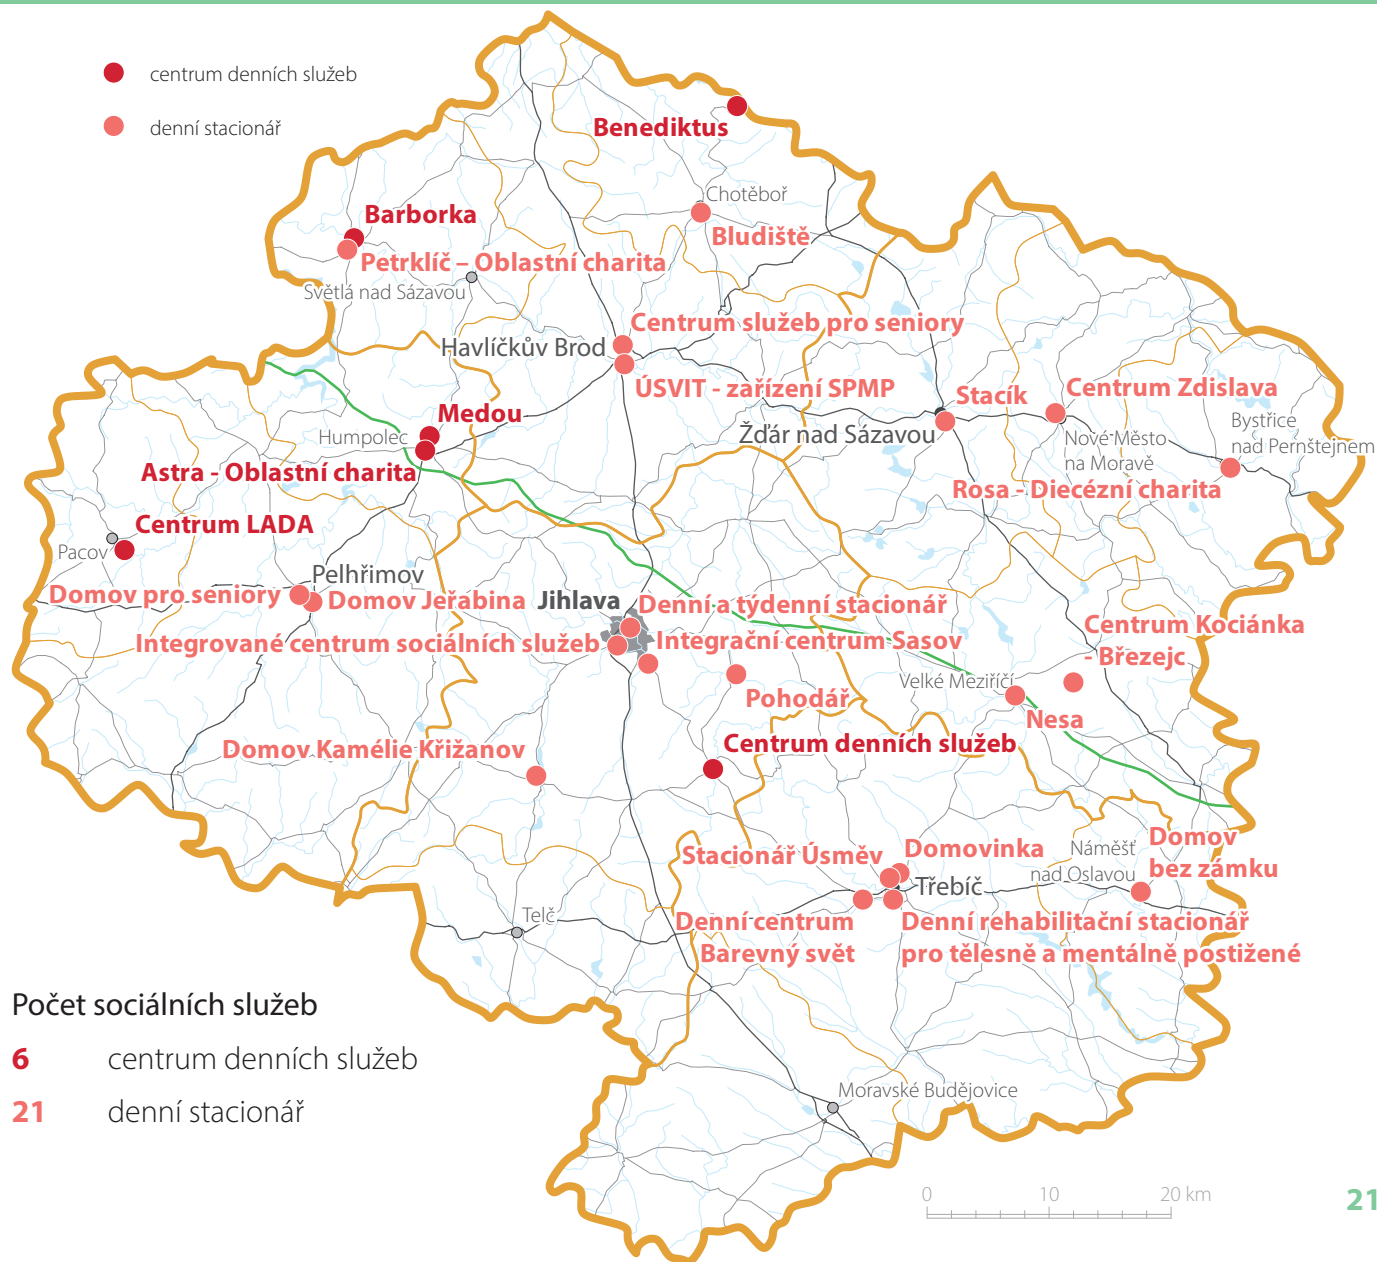 centrum denních služeb
denní stacionář
Benediktus
Chotěboř
Bludiště
Barborka
Petrklíč – Oblastní charita
Světlá nad Sázavou
Centrum služeb pro seniory
Havlíčkův Brod
ÚSVIT - zařízení SPMP
Stacík
Centrum Zdislava
Medou
Humpolec
Žďár nad Sázavou
Nové Město
na Moravě
Bystřice
nad Pernštejnem
Astra - Oblastní charita
Rosa - Diecézní charita
Centrum LADA
Pacov
Pelhřimov
Domov pro seniory
Domov Jeřabina
Jihlava
Denní a týdenní stacionář
Integrované centrum sociálních služeb
Integrační centrum Sasov
Centrum Kociánka
- Březejc
Velké Meziříčí
Pohodář
Nesa
Domov Kamélie Křižanov
Centrum denních služeb
Stacionář Úsměv
Domovinka
Náměšť
nad Oslavou
Domov
bez zámku
Třebíč
Telč
Denní centrum
Barevný svět
Denní rehabilitační stacionář
pro tělesně a mentálně postižené
Počet sociálních služeb
6 centrum denních služeb
21 denní stacionář
Moravské Budějovice
0 10 20 km
21